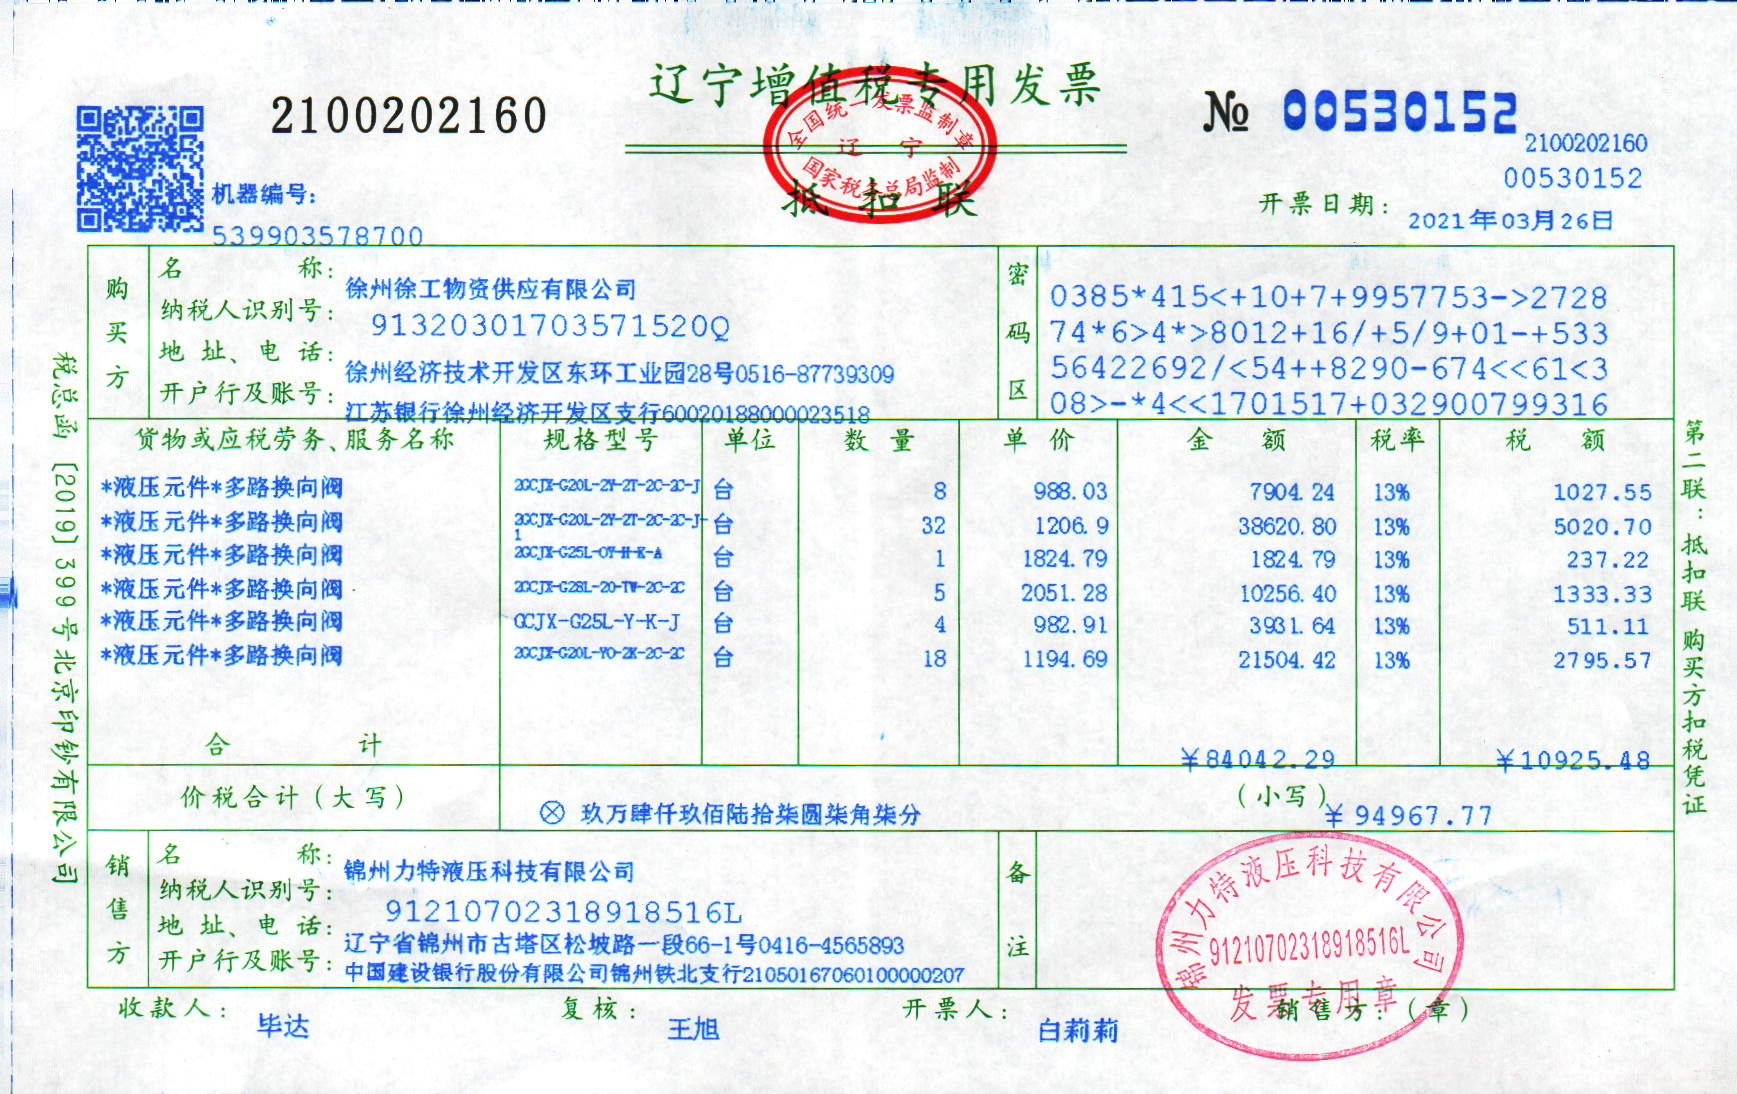 辽宁增值税专用发票
全国统一发票监制章
辽宁
国家税务总局监制
抵扣联
2100202160
№ 00530152
2100202160
00530152
机器编号:
539903578700
开票日期: 2021年03月26日
购买方
名称: 徐州徐工物资供应有限公司
纳税人识别号: 91320301703571520Q
地址、电话: 徐州经济技术开发区东环工业园28号0516-87739309
开户行及账号: 江苏银行徐州经济开发区支行60020188000023518
密码区
0385*415<+10+7+9957753->2728
74*6>4*>8012+16/+5/9+01-+533
56422692/<54++8290-674<<61<3
08>-*4<<1701517+032900799316
货物或应税劳务、服务名称 规格型号 单位 数量 单价 金额 税率 税额
*液压元件*多路换向阀 2GCJX-G20L-2Y-2T-2C-2C-J 台 8 988.03 7904.24 13% 1027.55
*液压元件*多路换向阀 2GCJX-G20L-2Y-2T-2C-2C-J-1 台 32 1206.9 38620.80 13% 5020.70
*液压元件*多路换向阀 2GCJX-G25L-OY-H-K-A 台 1 1824.79 1824.79 13% 237.22
*液压元件*多路换向阀 2GCJX-G28L-2O-TW-2C-2C 台 5 2051.28 10256.40 13% 1333.33
*液压元件*多路换向阀 GCJX-G25L-Y-K-J 台 4 982.91 3931.64 13% 511.11
*液压元件*多路换向阀 2GCJX-G20L-YO-2X-2C-2C 台 18 1194.69 21504.42 13% 2795.57
合计 ¥84042.29 ¥10925.48
价税合计(大写) ⊗ 玖万肆仟玖佰陆拾柒圆柒角柒分 (小写) ¥94967.77
销售方
名称: 锦州力特液压科技有限公司
纳税人识别号: 91210702318918516L
地址、电话: 辽宁省锦州市古塔区松坡路一段66-1号0416-4565893
开户行及账号: 中国建设银行股份有限公司锦州铁北支行21050167060100000207
备注
锦州力特液压科技有限公司
91210702318918516L
发票专用章
收款人: 毕达 复核: 王旭 开票人: 白莉莉 销售方:(章)
税总函〔2019〕399号北京印钞有限公司
第二联:抵扣联 购买方扣税凭证